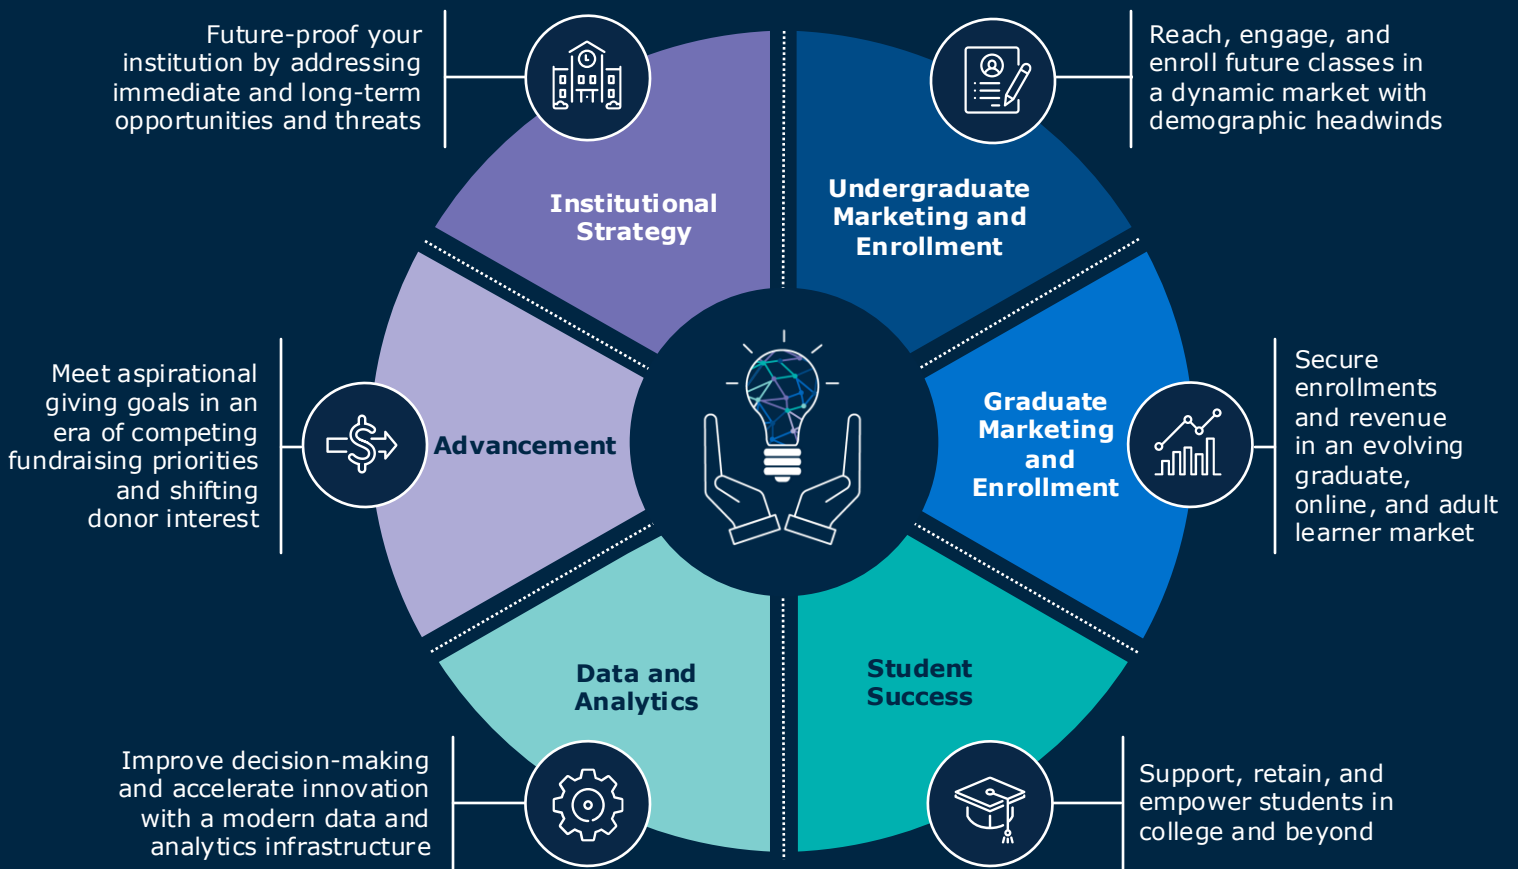 Future-proof your
institution by addressing
immediate and long-term
opportunities and threats
Institutional
Strategy
Reach, engage, and
enroll future classes in
a dynamic market with
demographic headwinds
Undergraduate
Marketing and
Enrollment
Meet aspirational
giving goals in an
era of competing
fundraising priorities
and shifting
donor interest
Advancement
Graduate
Marketing
and
Enrollment
Secure
enrollments
and revenue
in an evolving
graduate,
online, and adult
learner market
Data and
Analytics
Improve decision-making
and accelerate innovation
with a modern data and
analytics infrastructure
Student
Success
Support, retain, and
empower students in
college and beyond